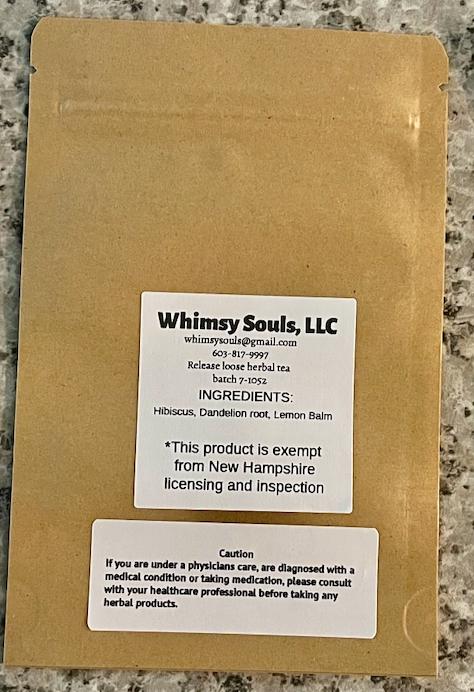 Whimsy Souls, LLC
whimsysouls@gmail.com
603-817-9997
Release loose herbal tea
batch 7-1052
INGREDIENTS:
Hibiscus, Dandelion root, Lemon Balm
*This product is exempt
from New Hampshire
licensing and inspection
Caution
If you are under a physicians care, are diagnosed with a
medical condition or taking medication, please consult
with your healthcare professional before taking any
herbal products.